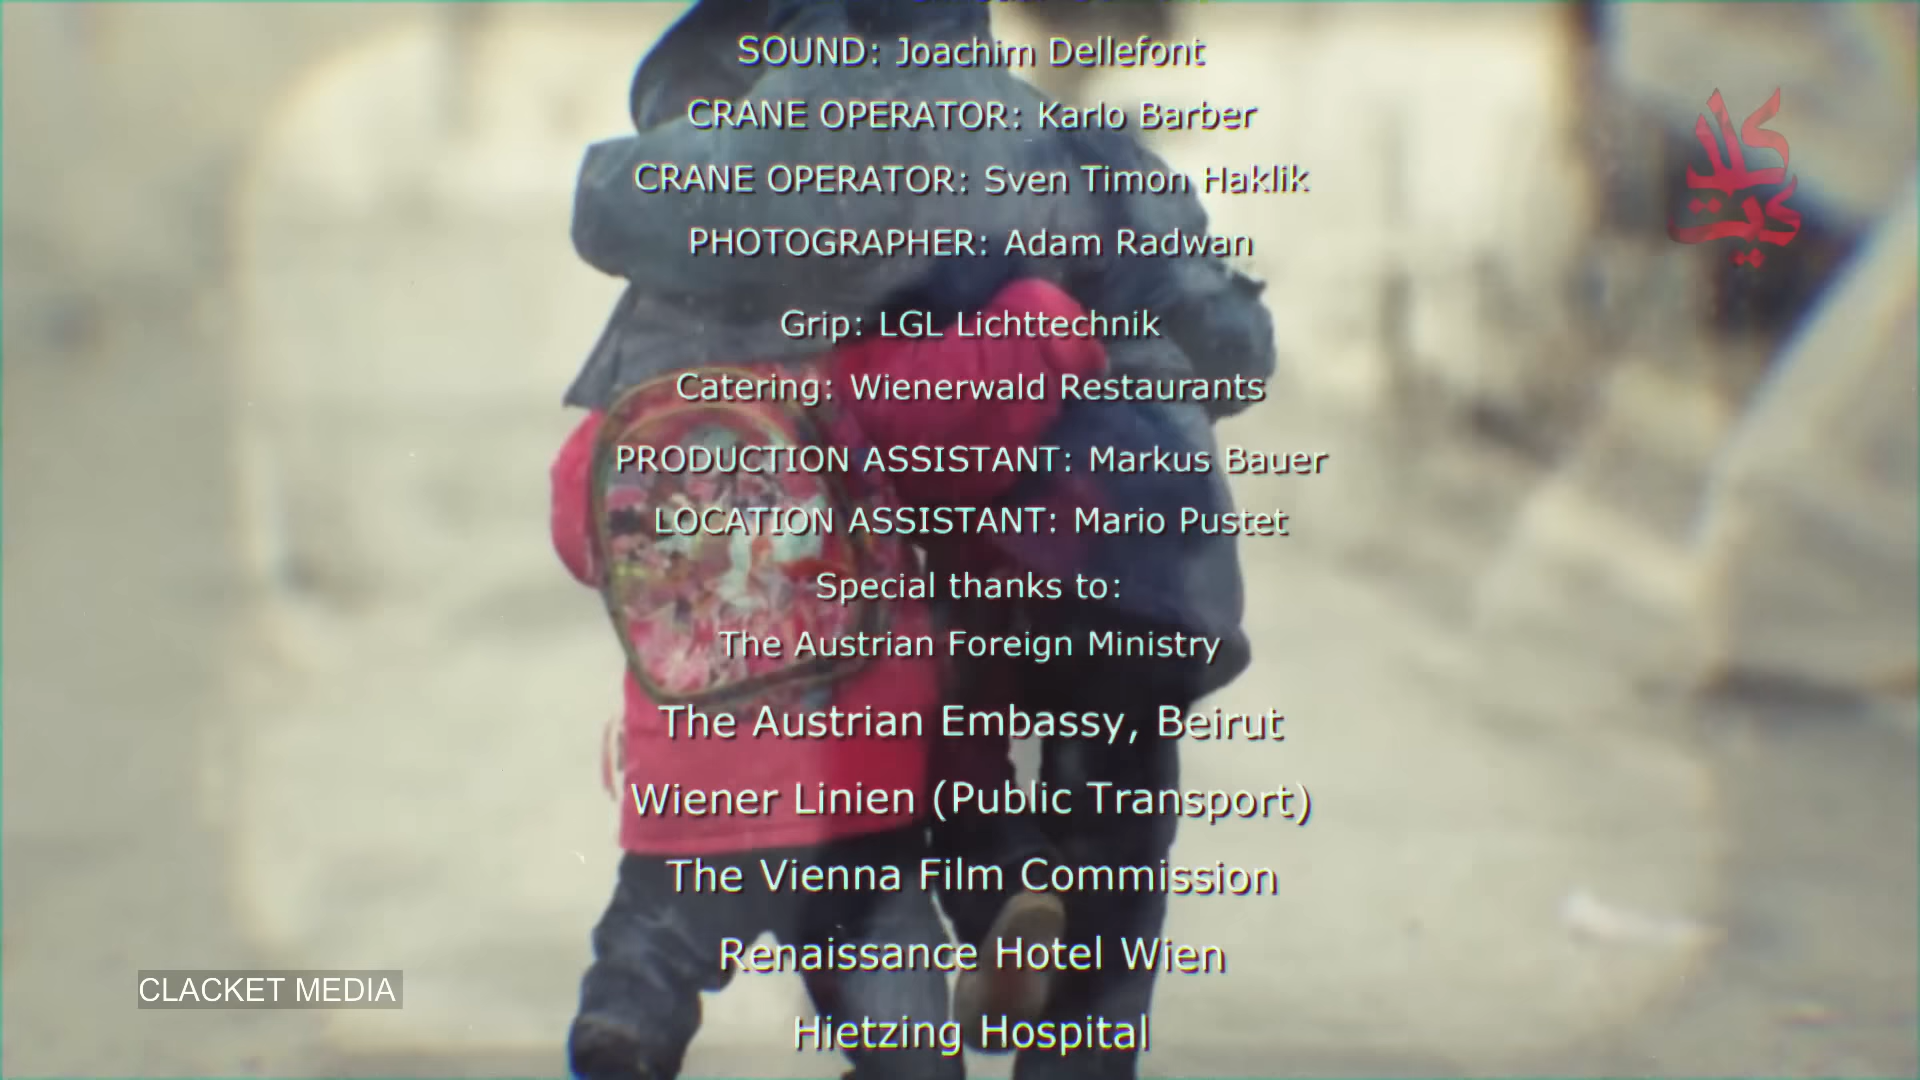 SOUND: Joachim Dellefont
CRANE OPERATOR: Karlo Barber
CRANE OPERATOR: Sven Timon Haklik
PHOTOGRAPHER: Adam Radwan
Grip: LGL Lichttechnik
Catering: Wienerwald Restaurants
PRODUCTION ASSISTANT: Markus Bauer
LOCATION ASSISTANT: Mario Pustet
Special thanks to:
The Austrian Foreign Ministry
The Austrian Embassy, Beirut
Wiener Linien (Public Transport)
The Vienna Film Commission
Renaissance Hotel Wien
Hietzing Hospital
CLACKET MEDIA
كلا
كيت